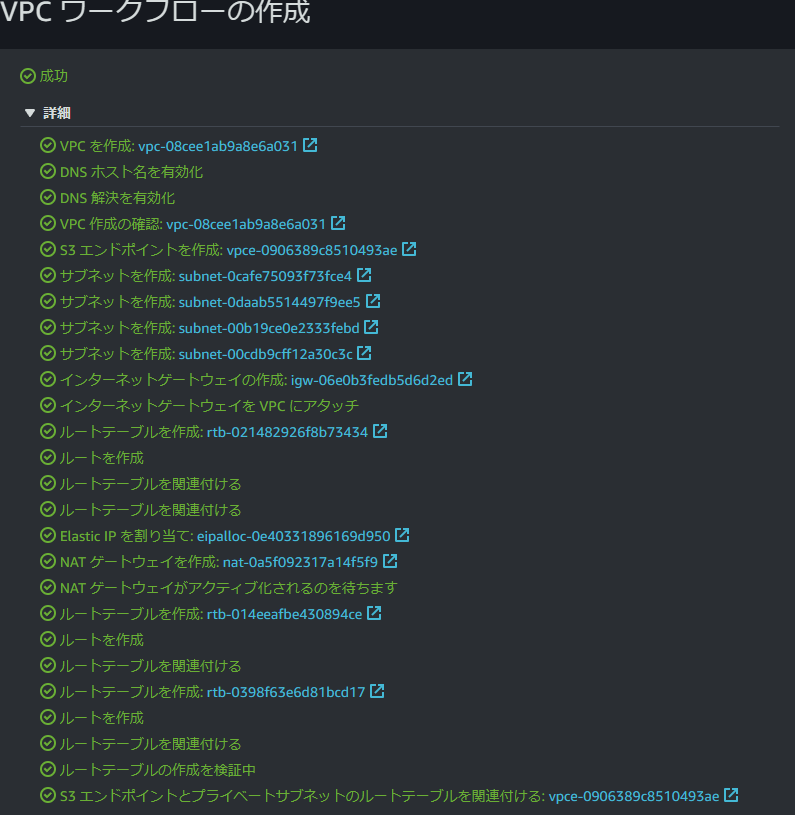 VPC ワークフローの作成
成功
詳細
VPC を作成: vpc-08cee1ab9a8e6a031
DNS ホスト名を有効化
DNS 解決を有効化
VPC 作成の確認: vpc-08cee1ab9a8e6a031
S3 エンドポイントを作成: vpce-0906389c8510493ae
サブネットを作成: subnet-0cafe75093f73fce4
サブネットを作成: subnet-0daab5514497f9ee5
サブネットを作成: subnet-00b19ce0e2333febd
サブネットを作成: subnet-00cdb9cff12a30c3c
インターネットゲートウェイの作成: igw-06e0b3fedb5d6d2ed
インターネットゲートウェイを VPC にアタッチ
ルートテーブルを作成: rtb-021482926f8b73434
ルートを作成
ルートテーブルを関連付ける
ルートテーブルを関連付ける
Elastic IP を割り当て: eipalloc-0e40331896169d950
NAT ゲートウェイを作成: nat-0a5f092317a14f5f9
NAT ゲートウェイがアクティブ化されるのを待ちます
ルートテーブルを作成: rtb-014eeafbe430894ce
ルートを作成
ルートテーブルを関連付ける
ルートテーブルを作成: rtb-0398f63e6d81bcd17
ルートを作成
ルートテーブルを関連付ける
ルートテーブルの作成を検証中
S3 エンドポイントとプライベートサブネットのルートテーブルを関連付ける: vpce-0906389c8510493ae